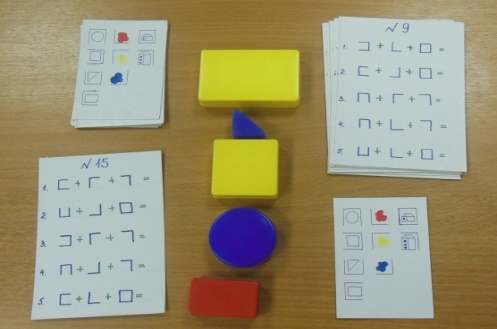 № 9
1. ⊐ + └ + □ =
2. ⊏ + ┘ + □ =
3. ⊓ + ┌ + ┐ =
4. ⊓ + └ + ┐ =
5. ⊔ + └ + □ =
№ 15
1. ⊏ + ┌ + ┐ =
2. ⊔ + ┘ + □ =
3. ⊐ + ┌ + ┐ =
4. ⊓ + ┘ + ┐ =
5. ⊏ + └ + □ =